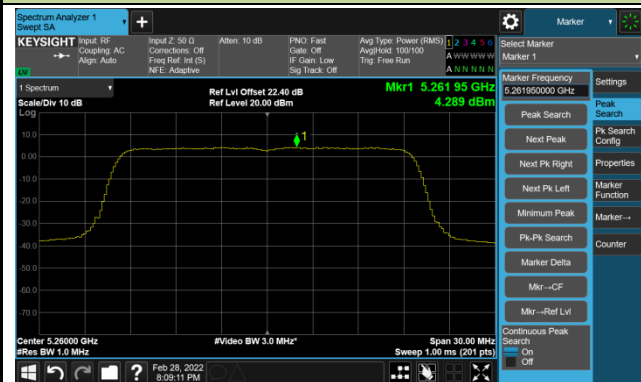 Spectrum Analyzer 1
Swept SA
+
Marker
KEYSIGHT
Input: RF
Coupling: AC
Align: Auto
Input Z: 50 Ω
Corrections: Off
Freq Ref: Int (S)
NFE: Adaptive
Atten: 10 dB
PNO: Fast
Gate: Off
IF Gain: Low
Sig Track: Off
Avg Type: Power (RMS)
Avg|Hold: 100/100
Trig: Free Run
1 2 3 4 5 6
A W W W W W
A N N N N N
Select Marker
Marker 1
LXI
1 Spectrum
Scale/Div 10 dB
Log
Ref Lvl Offset 22.40 dB
Ref Level 20.00 dBm
Mkr1 5.261 95 GHz
4.289 dBm
10.0
0.00
-10.0
-20.0
-30.0
-40.0
-50.0
-60.0
-70.0
1
Center 5.26000 GHz
#Res BW 1.0 MHz
#Video BW 3.0 MHz*
Span 30.00 MHz
Sweep 1.00 ms (201 pts)
Marker Frequency
5.261950000 GHz
Peak Search
Next Peak
Next Pk Right
Next Pk Left
Minimum Peak
Pk-Pk Search
Marker Delta
Mkr→CF
Mkr→Ref Lvl
Continuous Peak
Search
On
Off
Settings
Peak
Search
Pk Search
Config
Properties
Marker
Function
Marker→
Counter
?
Feb 28, 2022
8:09:11 PM